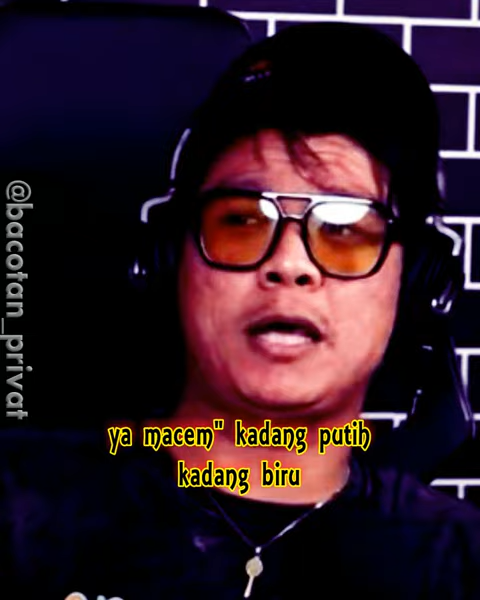 @bacotan_privat
ya macem" kadang putih
kadang biru